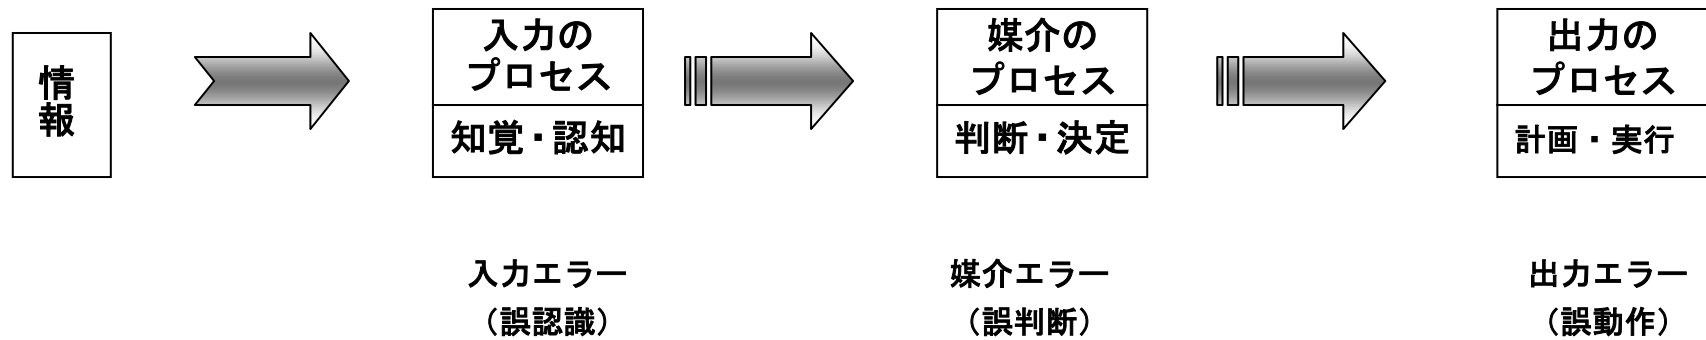 情報
入力の
プロセス
知覚・認知
媒介の
プロセス
判断・決定
出力の
プロセス
計画・実行
入力エラー
（誤認識）
媒介エラー
（誤判断）
出力エラー
（誤動作）